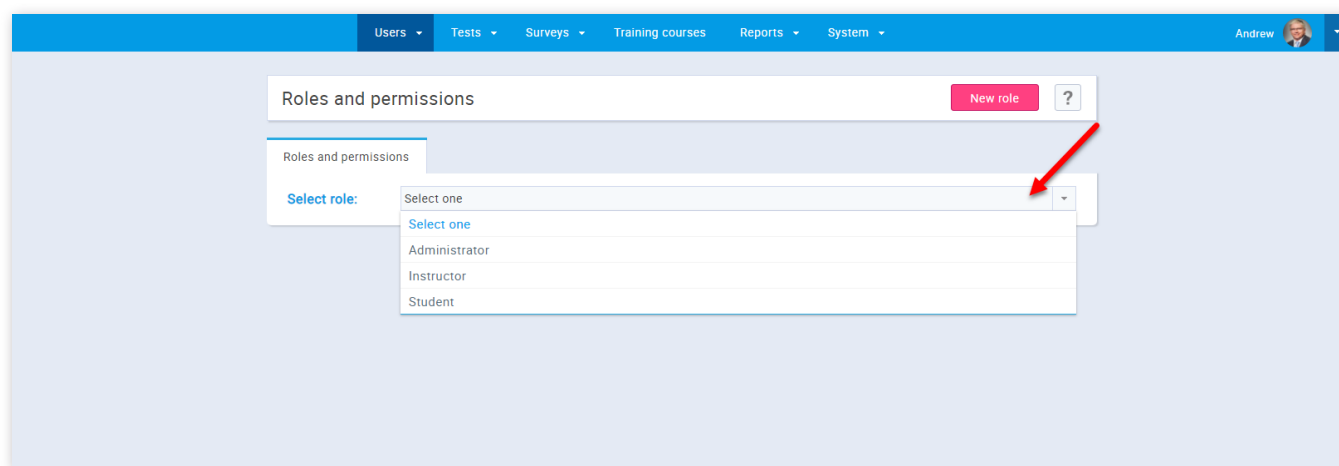 Users Tests Surveys Training courses Reports System Andrew
Roles and permissions New role ?
Roles and permissions
Select role: Select one
Select one
Administrator
Instructor
Student